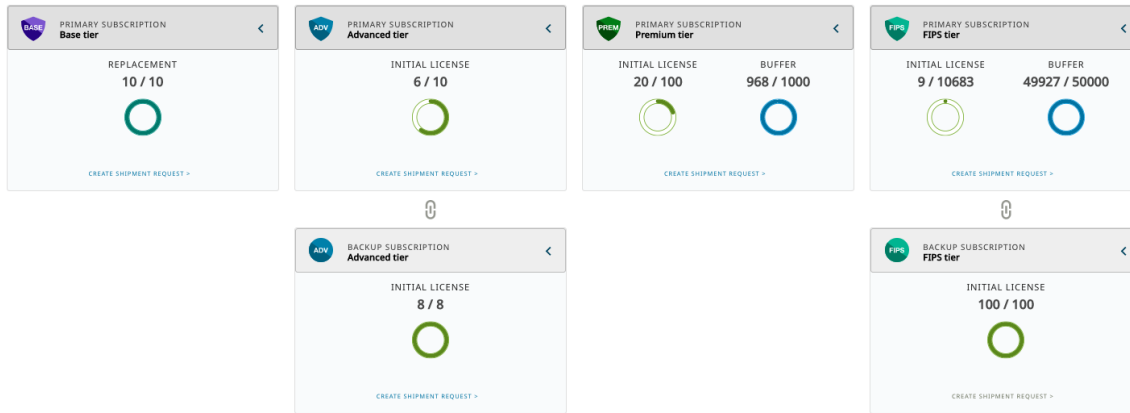 BASE
PRIMARY SUBSCRIPTION
Base tier
REPLACEMENT
10 / 10
CREATE SHIPMENT REQUEST >
ADV
PRIMARY SUBSCRIPTION
Advanced tier
INITIAL LICENSE
6 / 10
CREATE SHIPMENT REQUEST >
PREM
PRIMARY SUBSCRIPTION
Premium tier
INITIAL LICENSE BUFFER
20 / 100 968 / 1000
CREATE SHIPMENT REQUEST >
FIPS
PRIMARY SUBSCRIPTION
FIPS tier
INITIAL LICENSE BUFFER
9 / 10683 49927 / 50000
CREATE SHIPMENT REQUEST >
ADV
BACKUP SUBSCRIPTION
Advanced tier
INITIAL LICENSE
8 / 8
CREATE SHIPMENT REQUEST >
FIPS
BACKUP SUBSCRIPTION
FIPS tier
INITIAL LICENSE
100 / 100
CREATE SHIPMENT REQUEST >